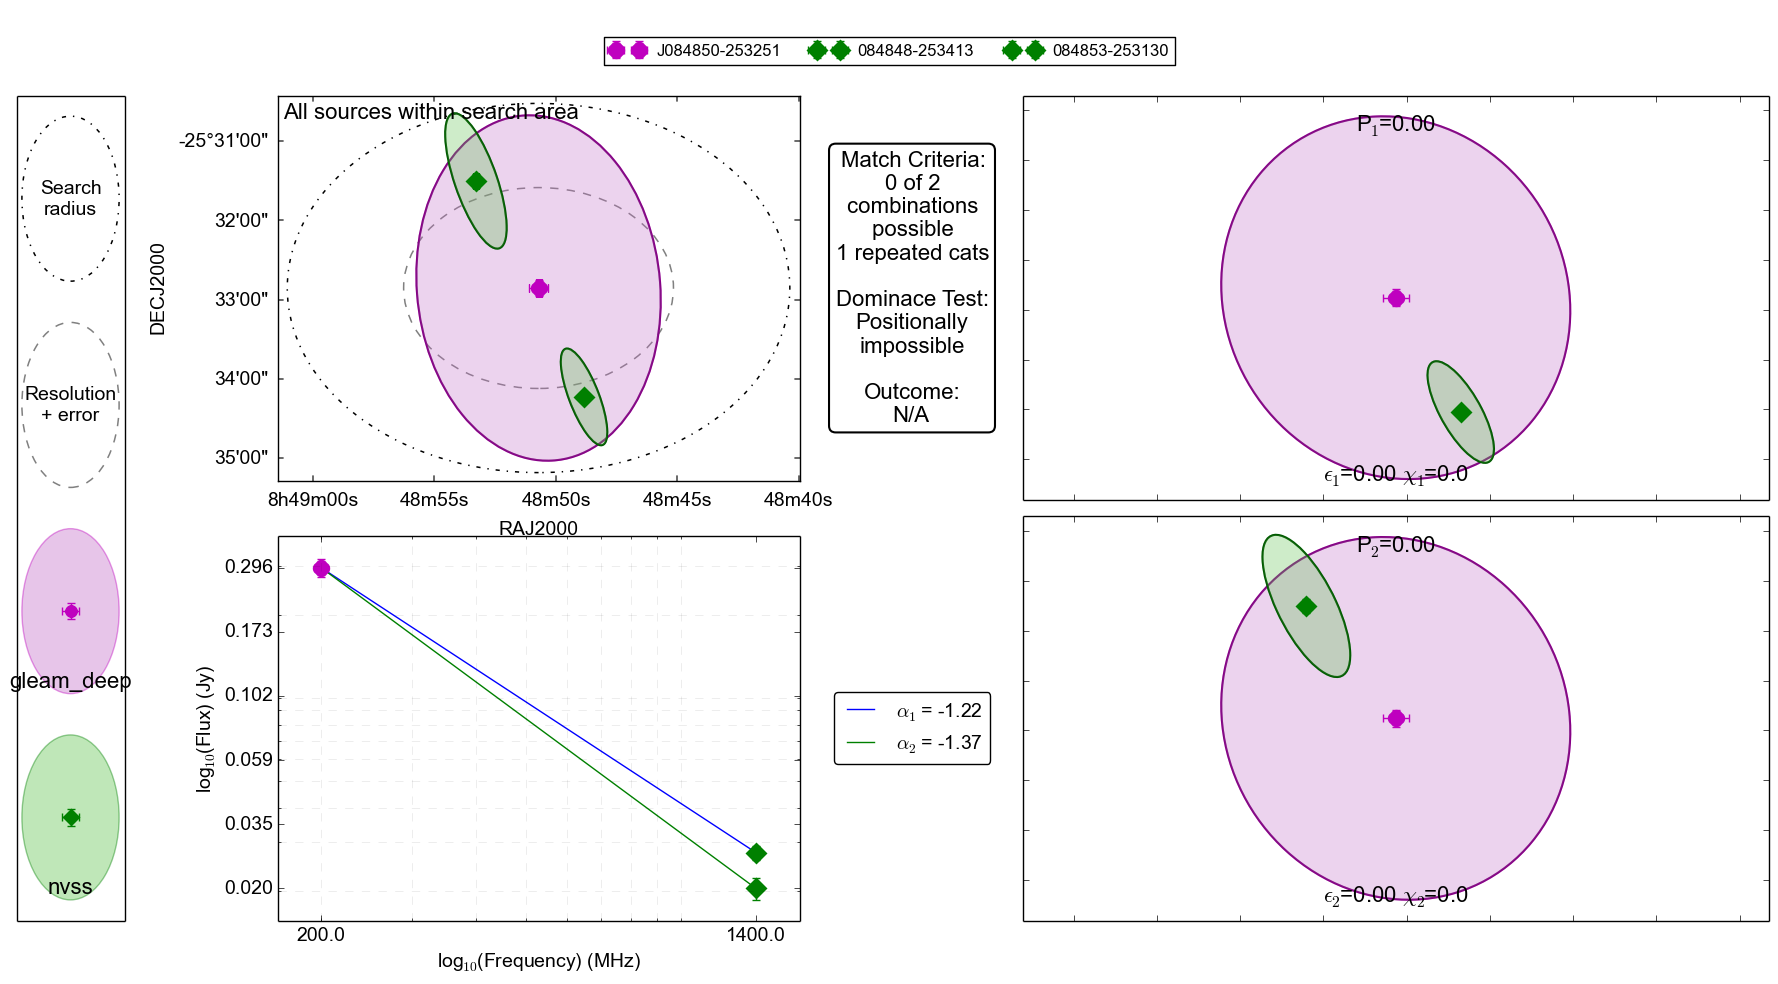 J084850-253251 084848-253413 084853-253130
Search
radius
Resolution
+ error
gleam_deep
nvss
All sources within search area
DECJ2000
-25°31'00"
32'00"
33'00"
34'00"
35'00"
8h49m00s 48m55s 48m50s 48m45s 48m40s
RAJ2000
Match Criteria:
0 of 2
combinations
possible
1 repeated cats
Dominace Test:
Positionally
impossible
Outcome:
N/A
P₁=0.00
ϵ₁=0.00 χ₁=0.0
log₁₀(Flux) (Jy)
0.296
0.173
0.102
0.059
0.035
0.020
200.0 1400.0
log₁₀(Frequency) (MHz)
α₁ = -1.22
α₂ = -1.37
P₂=0.00
ϵ₂=0.00 χ₂=0.0